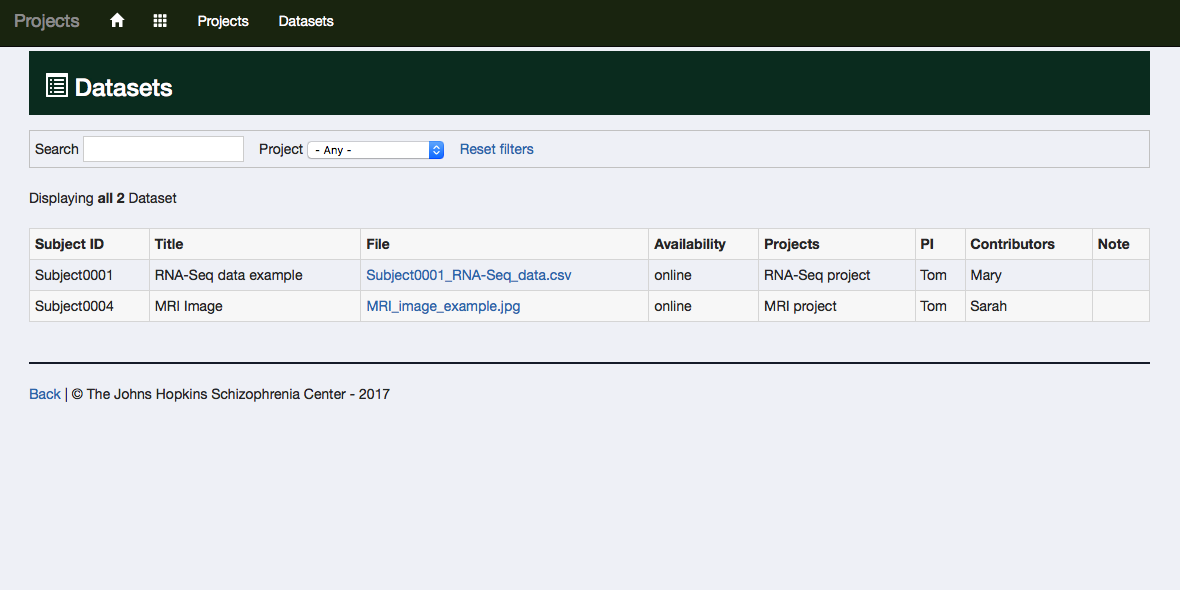 Projects Projects Datasets
Datasets
Search Project - Any - Reset filters
Displaying all 2 Dataset
Subject ID Title File Availability Projects PI Contributors Note
Subject0001 RNA-Seq data example Subject0001_RNA-Seq_data.csv online RNA-Seq project Tom Mary
Subject0004 MRI Image MRI_image_example.jpg online MRI project Tom Sarah
Back | © The Johns Hopkins Schizophrenia Center - 2017